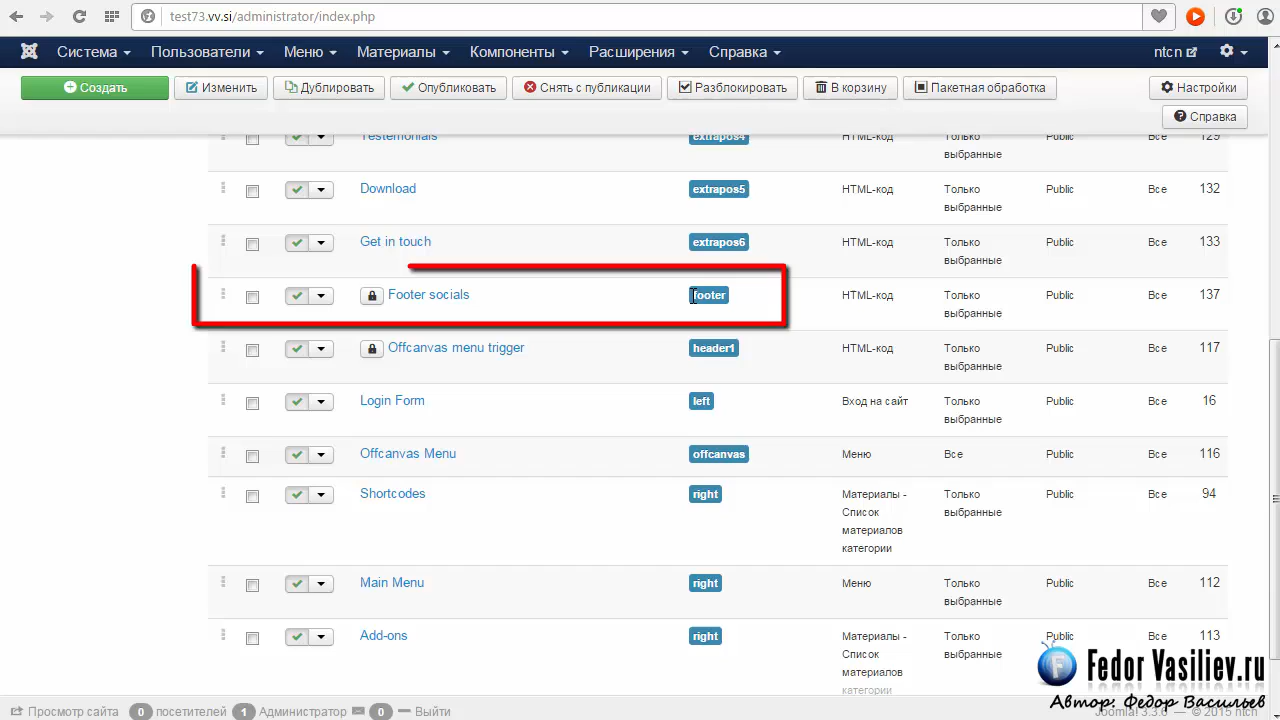 test73.vv.si/administrator/index.php
Система Пользователи Меню Материалы Компоненты Расширения Справка ntcn
Создать Изменить Дублировать Опубликовать Снять с публикации Разблокировать В корзину Пакетная обработка Настройки
Справка
Testemonials extrapos4 HTML-код Только выбранные Public Все 129
Download extrapos5 HTML-код Только выбранные Public Все 132
Get in touch extrapos6 HTML-код Только выбранные Public Все 133
Footer socials footer HTML-код Только выбранные Public Все 137
Offcanvas menu trigger header1 HTML-код Только выбранные Public Все 117
Login Form left Вход на сайт Только выбранные Public Все 16
Offcanvas Menu offcanvas Меню Все Public Все 116
Shortcodes right Материалы - Список материалов категории Только выбранные Public Все 94
Main Menu right Меню Только выбранные Public Все 112
Add-ons right Материалы - Список материалов категории Только выбранные Public Все 113
Fedor Vasiliev.ru
Автор: Федор Васильев
Просмотр сайта 0 посетителей 1 Администратор 0 Выйти
Joomla! 3.3.6 — © 2015 ntcn